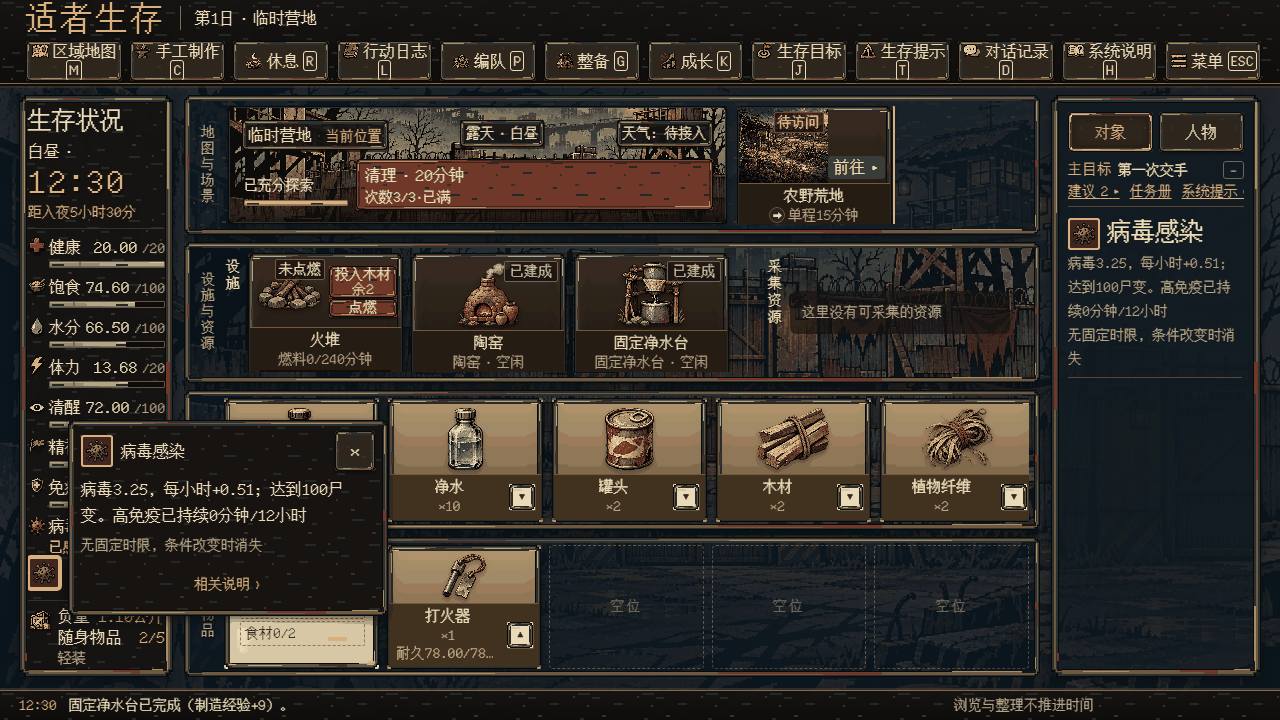 适者生存
第1日 · 临时营地
区域地图 M
手工制作 C
休息 R
行动日志 L
编队 P
整备 G
成长 K
生存目标 J
生存提示 T
对话记录 D
系统说明 H
菜单 ESC
生存状况
白昼 ·
12:30
距入夜5小时30分
健康 20.00 /20
饱食 74.60 /100
水分 66.50 /100
体力 13.68 /20
清醒 72.00 /100
随身物品 2/5
轻装
地图与场景
临时营地 当前位置
露天 · 白昼
天气: 待接入
已充分探索
清理 · 20分钟
次数3/3·已满
待访问
前往 ▸
农野荒地
单程15分钟
设施与资源
设施
未点燃
投入木材
余2
点燃
火堆
燃料0/240分钟
已建成
陶窑
陶窑 · 空闲
已建成
固定净水台
固定净水台 · 空闲
采集资源
这里没有可采集的资源
净水
×10
罐头
×2
木材
×2
植物纤维
×2
病毒感染
×
病毒3.25，每小时+0.51；达到100尸
变。高免疫已持续0分钟/12小时
无固定时限，条件改变时消失
相关说明 ›
食材0/2
打火器
×1
耐久78.00/78…
空位
空位
空位
对象
人物
主目标 第一次交手
建议 2 ▸ 任务册 系统提示
病毒感染
病毒3.25，每小时+0.51；
达到100尸变。高免疫已持
续0分钟/12小时
无固定时限，条件改变时消
失
12:30 固定净水台已完成（制造经验+9）。
浏览与整理不推进时间